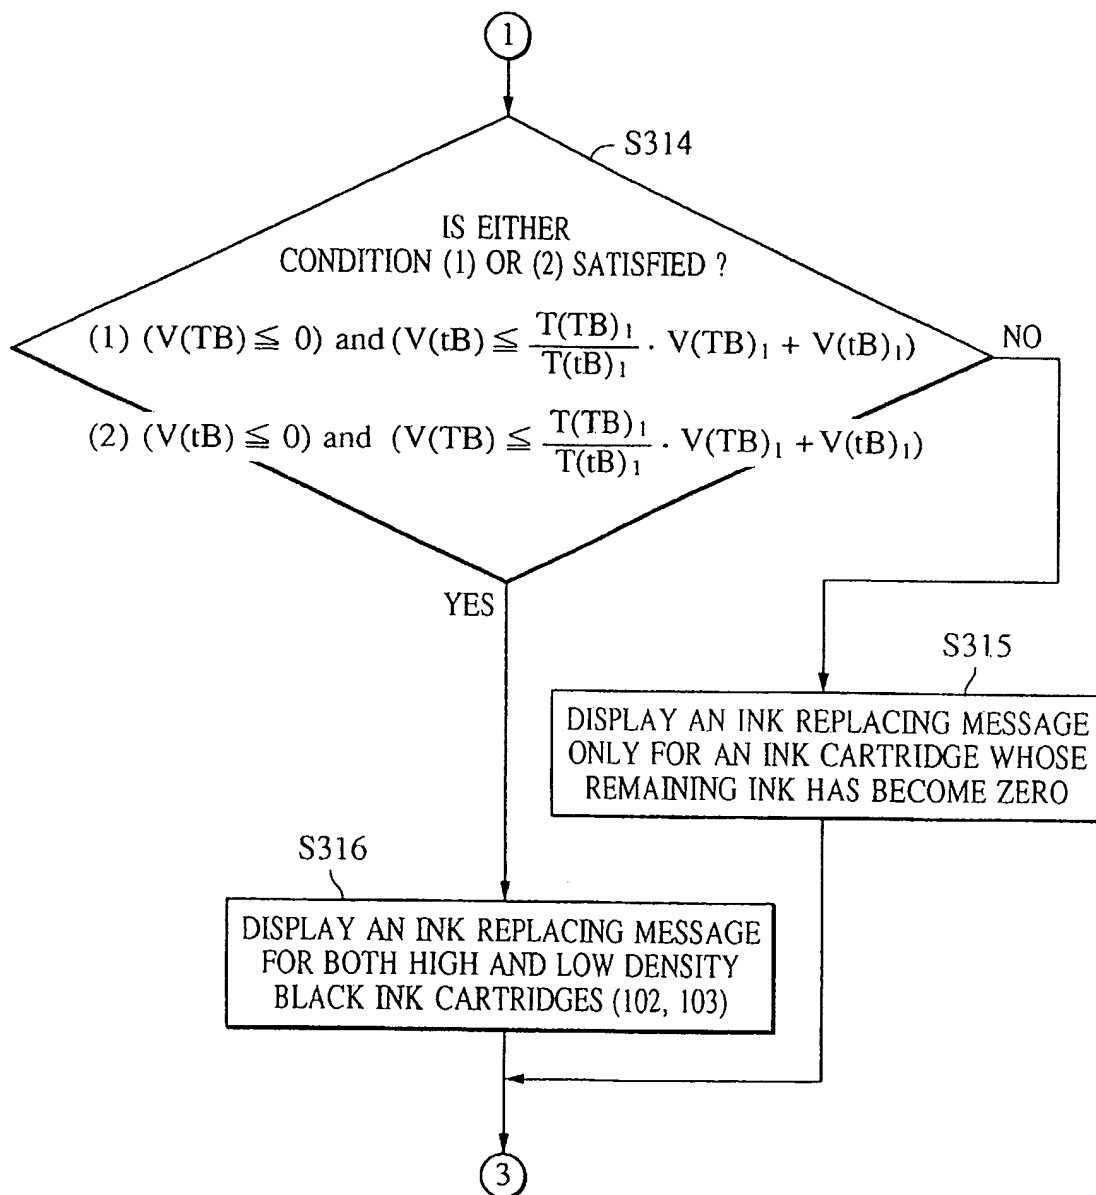 1
S314
IS EITHER
CONDITION (1) OR (2) SATISFIED ?
(1) (V(TB) ≦ 0) and (V(tB) ≦ T(TB)₁/T(tB)₁ · V(TB)₁ + V(tB)₁)
NO
(2) (V(tB) ≦ 0) and (V(TB) ≦ T(TB)₁/T(tB)₁ · V(TB)₁ + V(tB)₁)
YES
S315
DISPLAY AN INK REPLACING MESSAGE
ONLY FOR AN INK CARTRIDGE WHOSE
REMAINING INK HAS BECOME ZERO
S316
DISPLAY AN INK REPLACING MESSAGE
FOR BOTH HIGH AND LOW DENSITY
BLACK INK CARTRIDGES (102, 103)
3